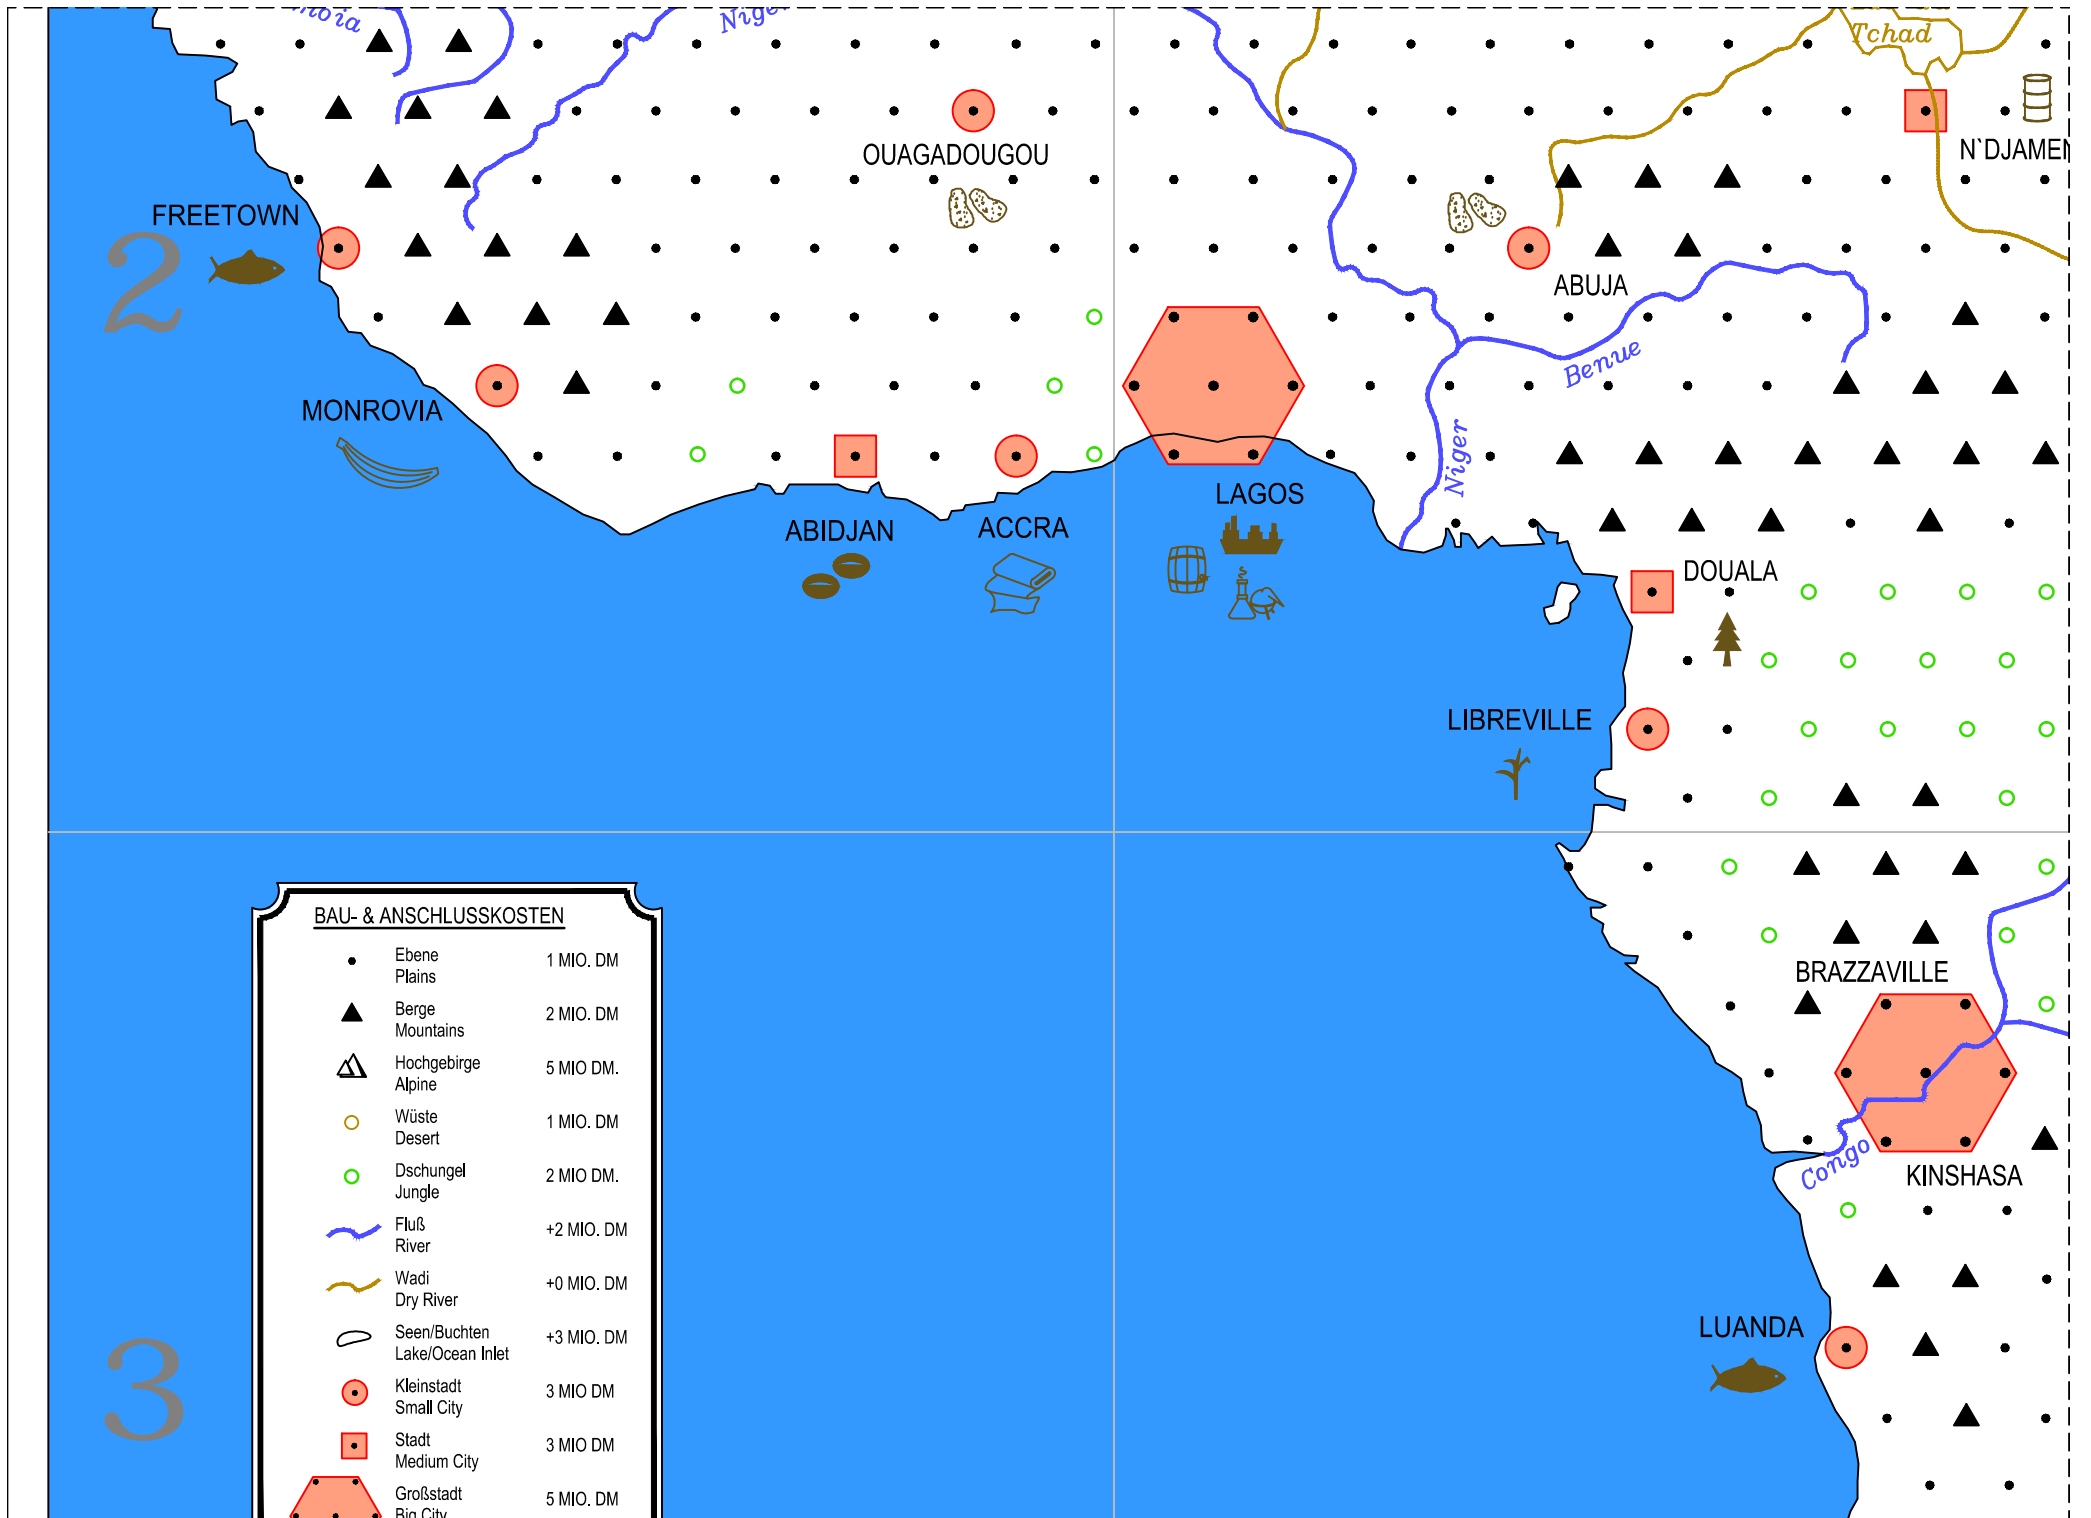 Tchad
OUAGADOUGOU
FREETOWN
2
ABUJA
Benue
MONROVIA
Niger
LAGOS
ABIDJAN
ACCRA
DOUALA
LIBREVILLE
BAU- & ANSCHLUSSKOSTEN
Ebene 1 MIO. DM
Plains
Berge 2 MIO. DM
Mountains
Hochgebirge 5 MIO DM.
Alpine
Wüste 1 MIO. DM
Desert
Dschungel 2 MIO DM.
Jungle
Fluß +2 MIO. DM
River
Wadi +0 MIO. DM
Dry River
Seen/Buchten +3 MIO. DM
Lake/Ocean Inlet
Kleinstadt 3 MIO DM
Small City
Stadt 3 MIO DM
Medium City
Großstadt 5 MIO. DM
Big City
BRAZZAVILLE
Congo
KINSHASA
LUANDA
3